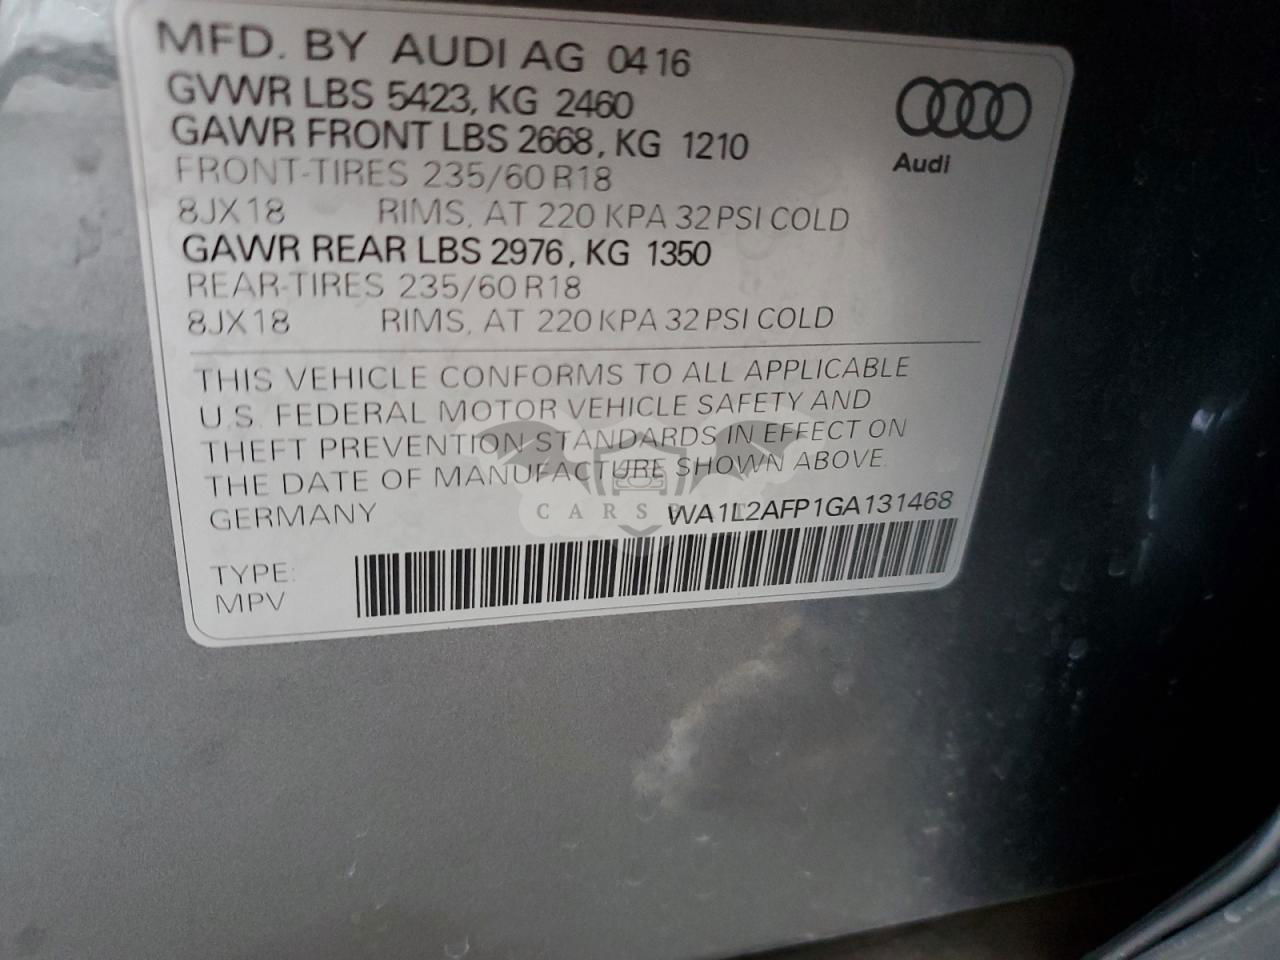 MFD. BY AUDI AG 0416
GVWR LBS 5423, KG 2460
GAWR FRONT LBS 2668, KG 1210
FRONT-TIRES 235/60 R18
8JX18 RIMS, AT 220 KPA 32 PSI COLD
GAWR REAR LBS 2976, KG 1350
REAR-TIRES 235/60 R18
8JX18 RIMS, AT 220 KPA 32 PSI COLD
Audi
THIS VEHICLE CONFORMS TO ALL APPLICABLE
U.S. FEDERAL MOTOR VEHICLE SAFETY AND
THEFT PREVENTION STANDARDS IN EFFECT ON
THE DATE OF MANUFACTURE SHOWN ABOVE.
GERMANY WA1L2AFP1GA131468
TYPE:
MPV